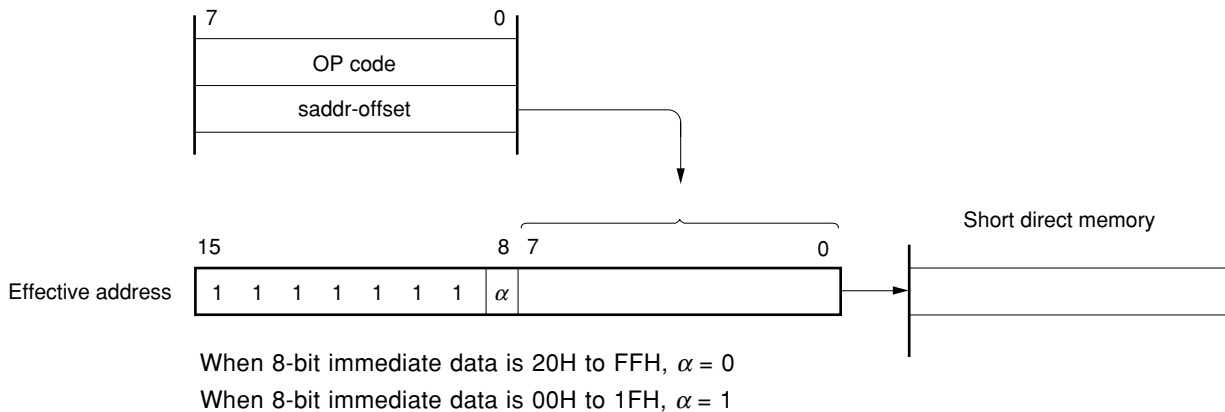 7 0
OP code
saddr-offset
Short direct memory
15 8 7 0
Effective address 1 1 1 1 1 1 1 α
When 8-bit immediate data is 20H to FFH, α = 0
When 8-bit immediate data is 00H to 1FH, α = 1